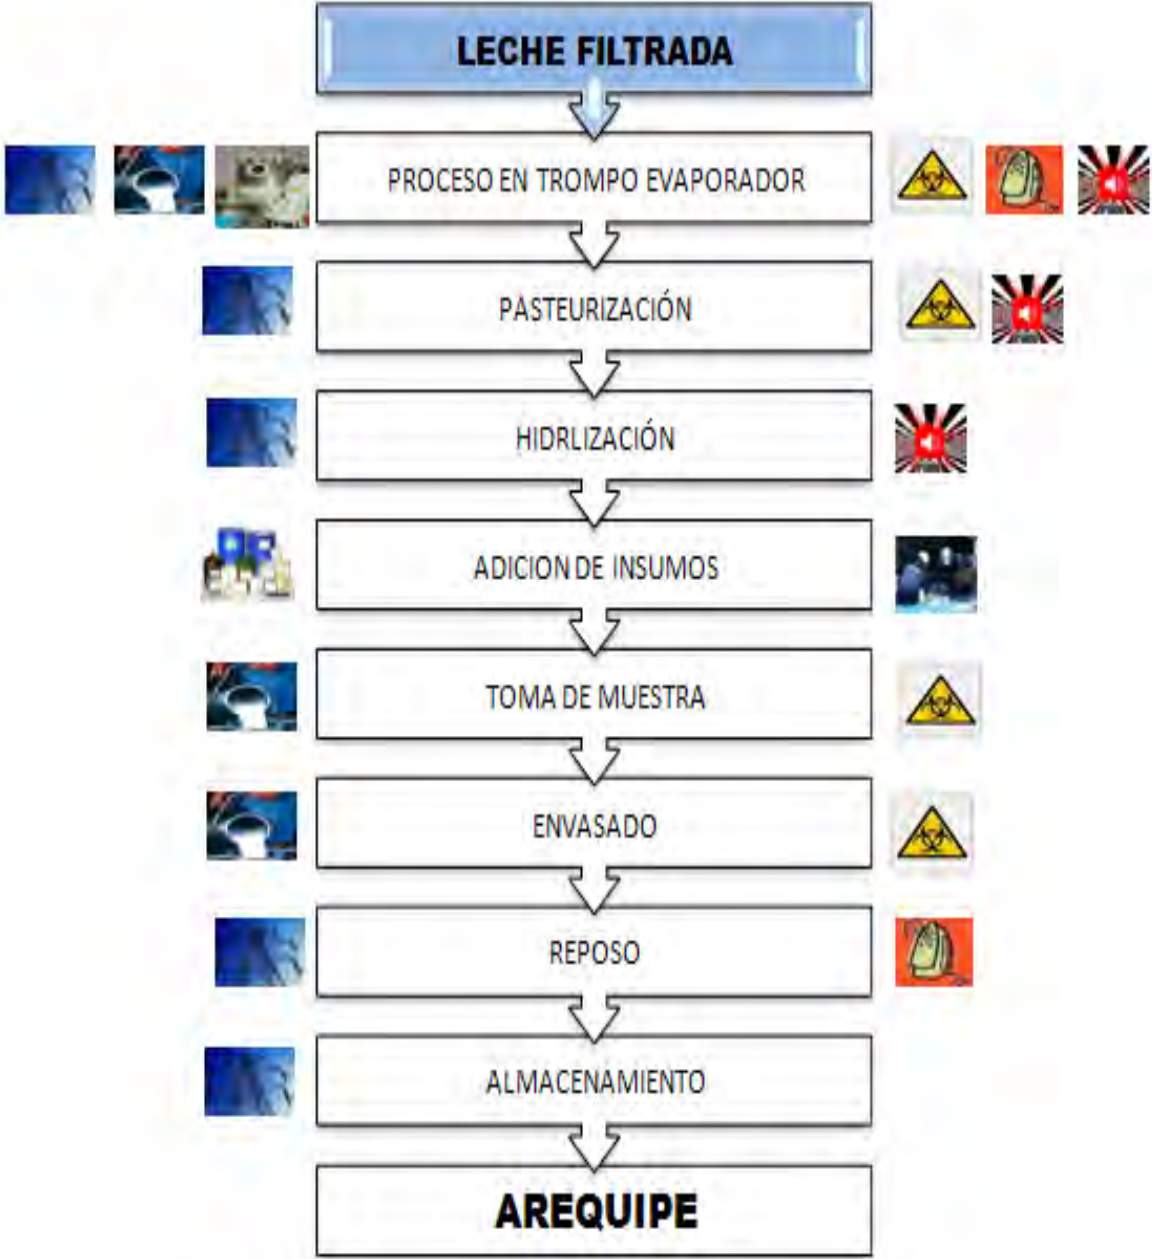 LECHE FILTRADA
PROCESO EN TROMPO EVAPORADOR
PASTEURIZACIÓN
HIDRLIZACIÓN
ADICION DE INSUMOS
TOMA DE MUESTRA
ENVASADO
REPOSO
ALMACENAMIENTO
AREQUIPE